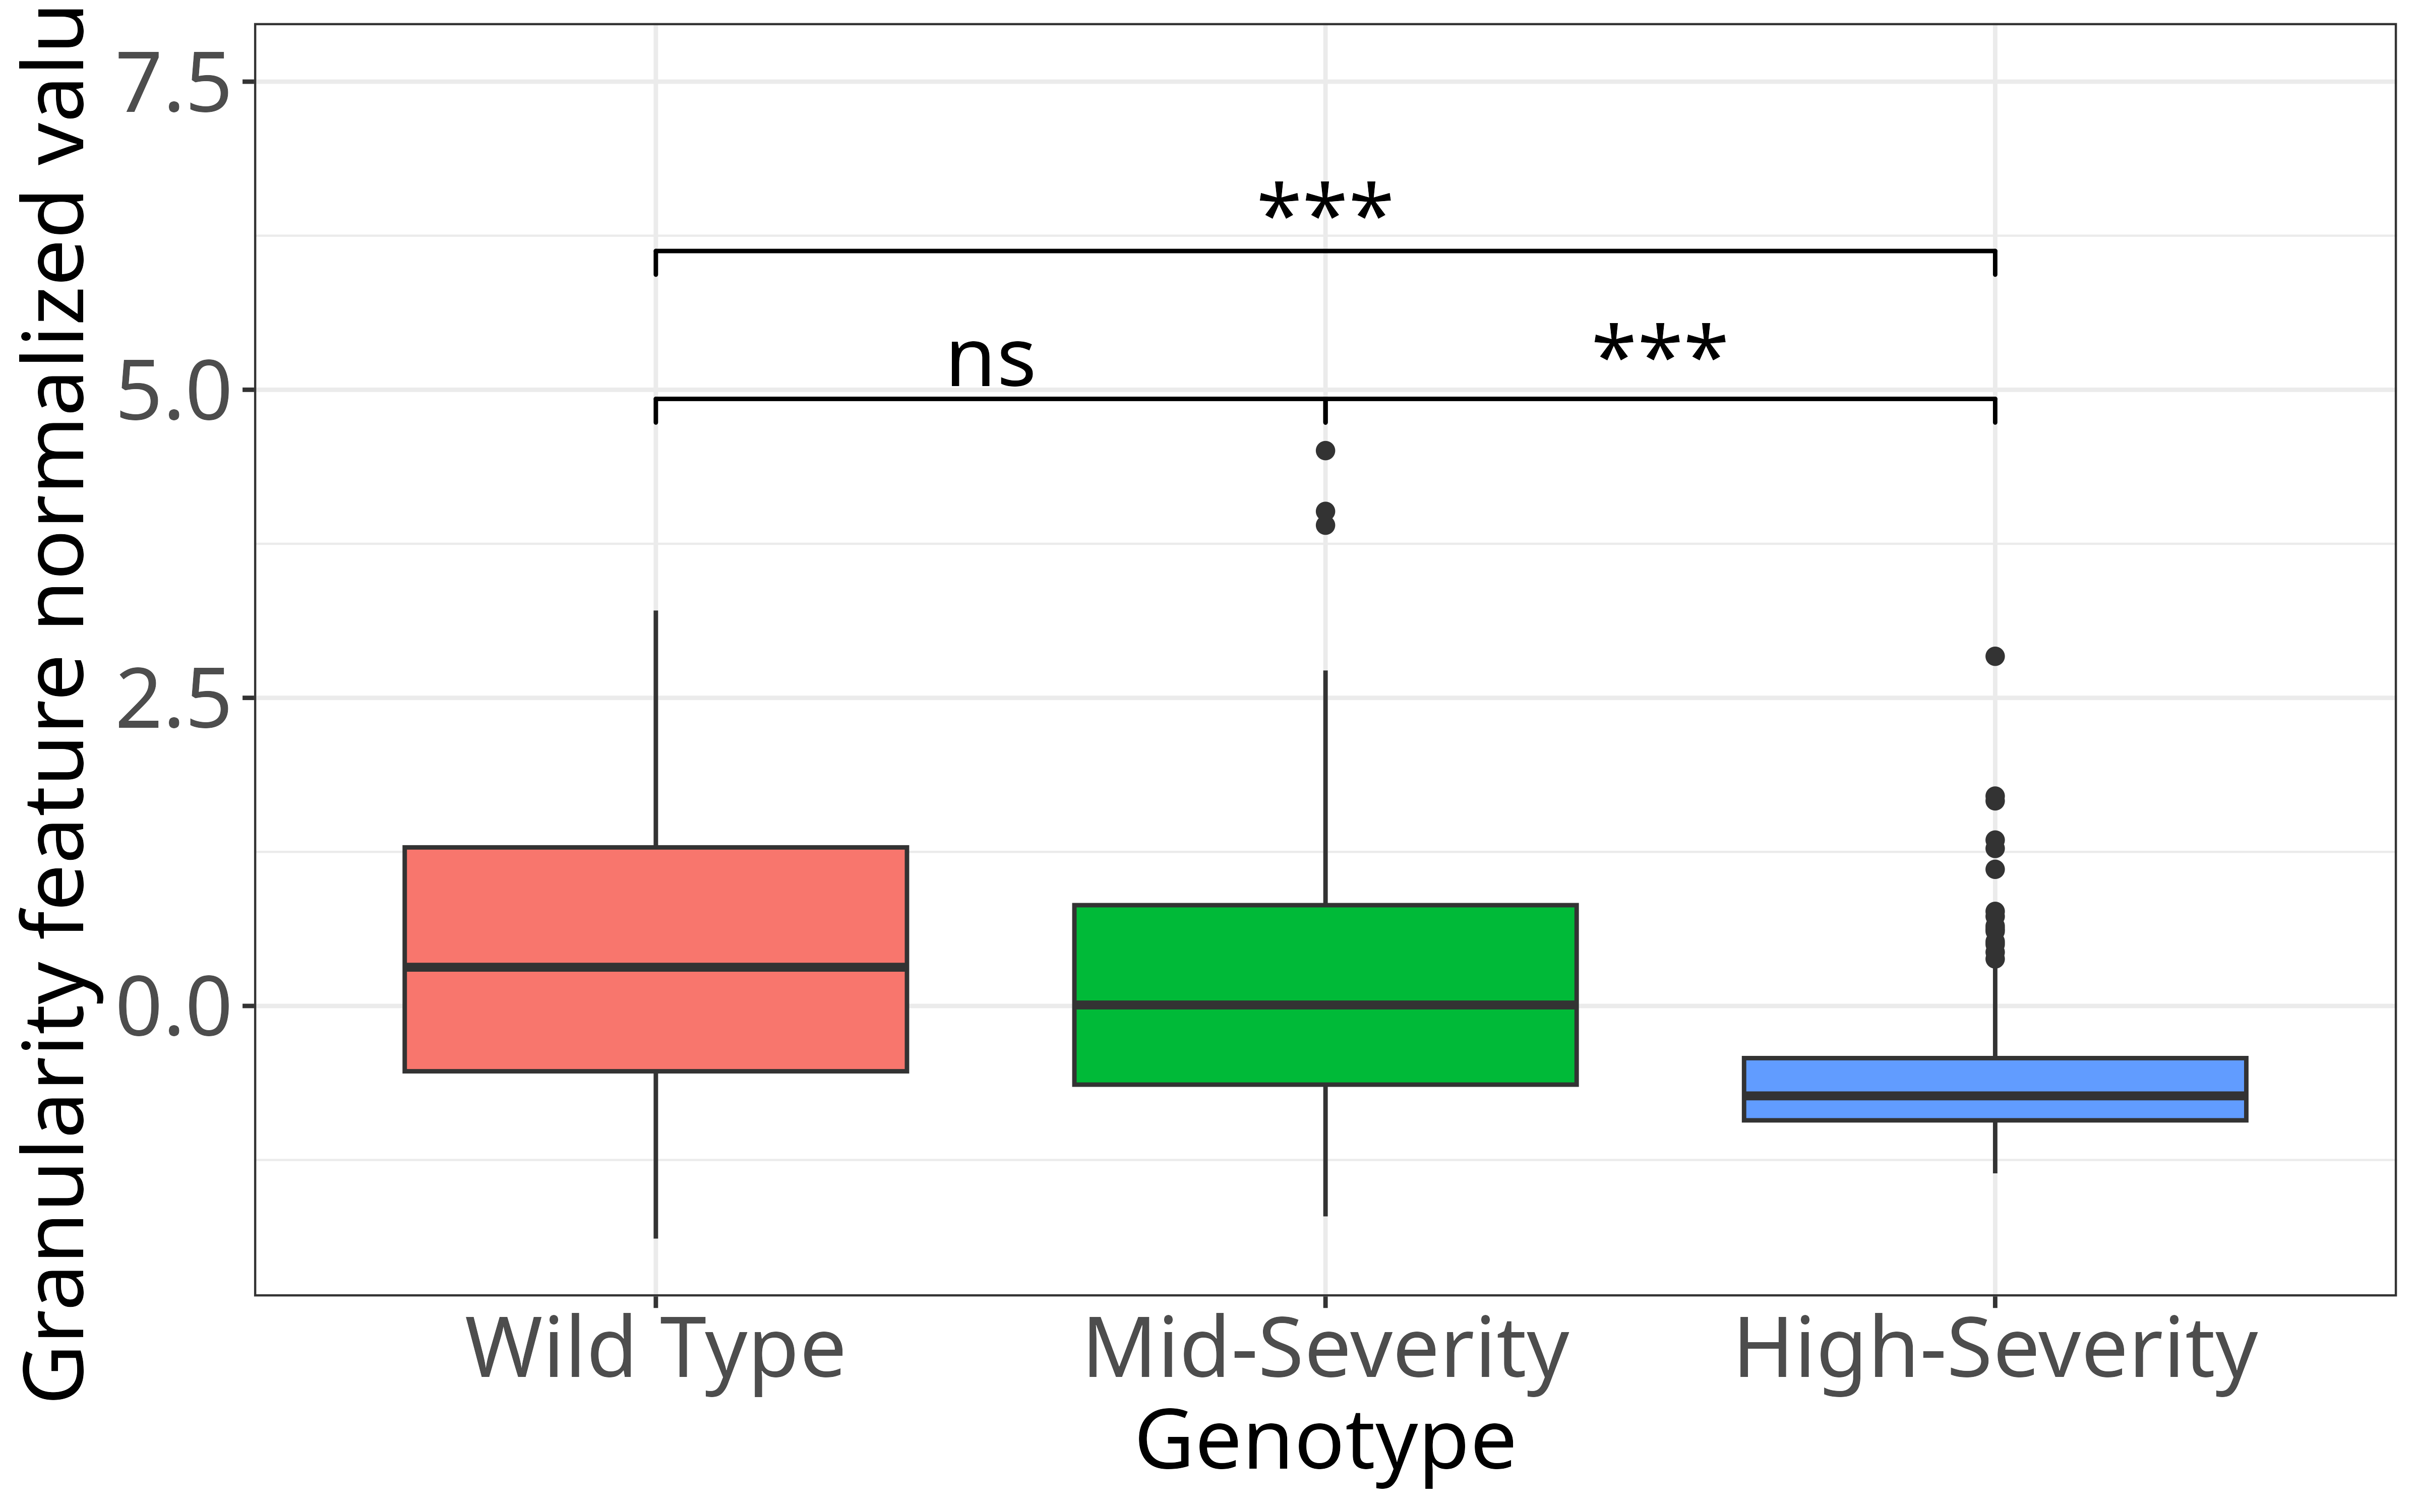 Granularity feature normalized valu
7.5
5.0
2.5
0.0
***
ns
***
Wild Type
Mid-Severity
High-Severity
Genotype